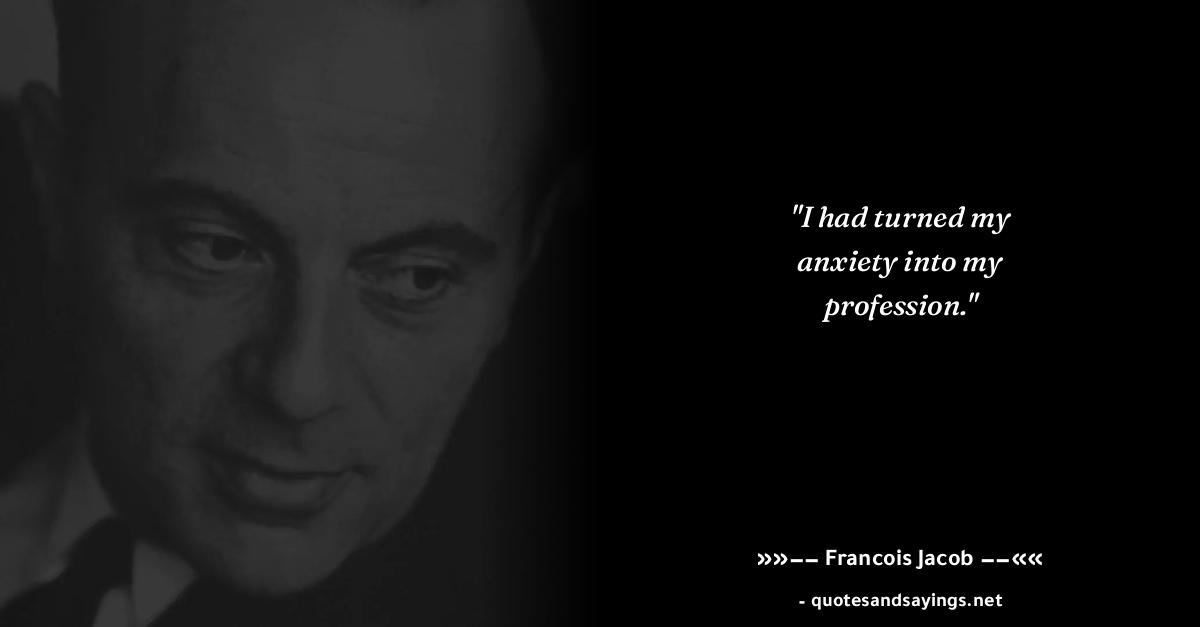 "I had turned my
anxiety into my
profession."
»»−− Francois Jacob −−««
- quotesandsayings.net